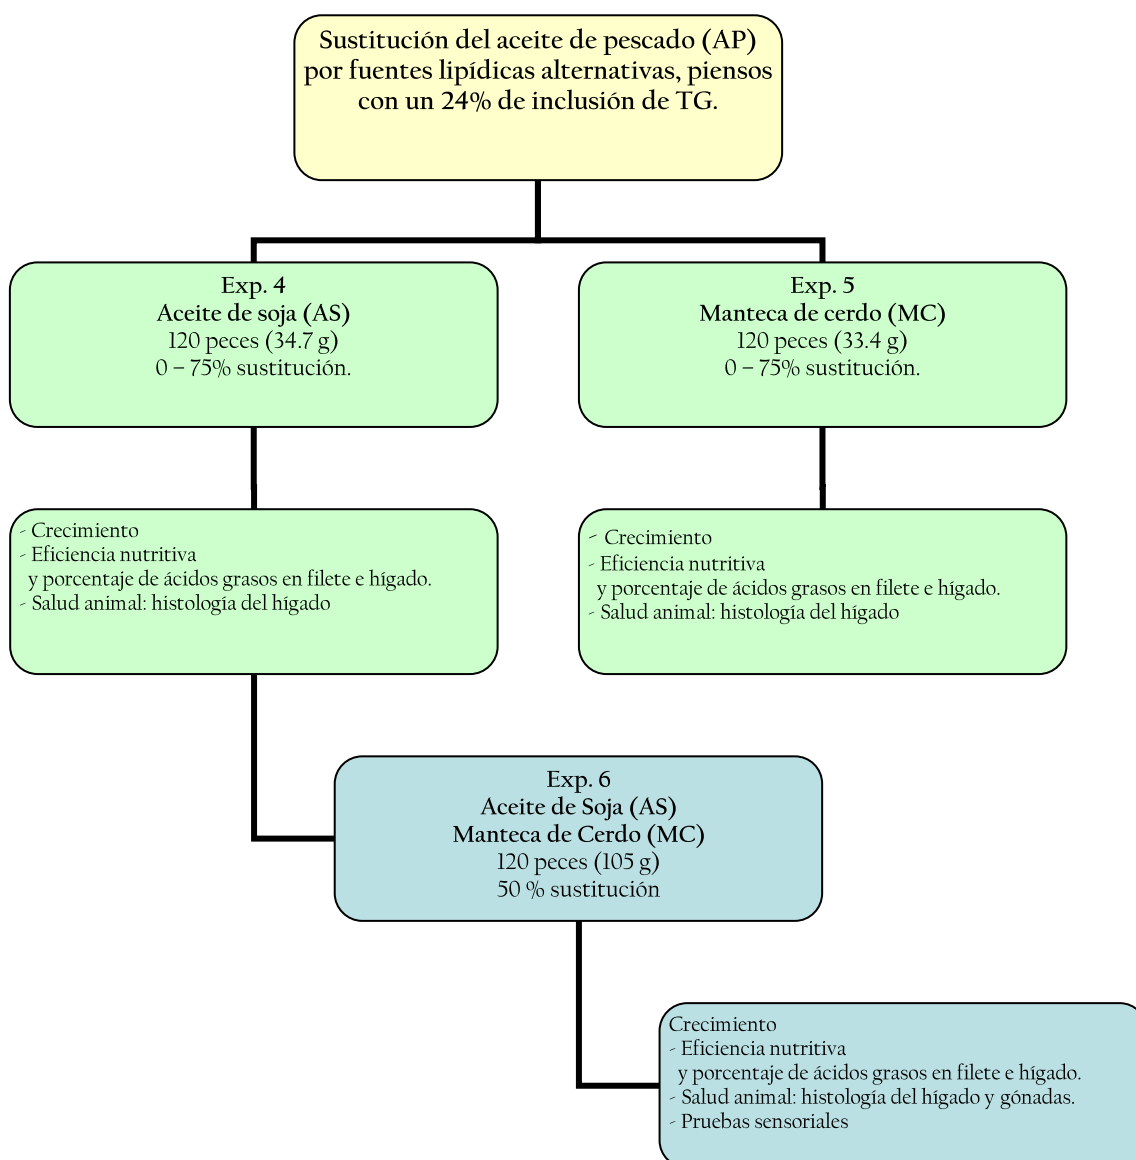 Sustitución del aceite de pescado (AP)
por fuentes lipídicas alternativas, piensos
con un 24% de inclusión de TG.
Exp. 4
Aceite de soja (AS)
120 peces (34.7 g)
0 – 75% sustitución.
Exp. 5
Manteca de cerdo (MC)
120 peces (33.4 g)
0 – 75% sustitución.
- Crecimiento
- Eficiencia nutritiva
y porcentaje de ácidos grasos en filete e hígado.
- Salud animal: histología del hígado
- Crecimiento
- Eficiencia nutritiva
y porcentaje de ácidos grasos en filete e hígado.
- Salud animal: histología del hígado
Exp. 6
Aceite de Soja (AS)
Manteca de Cerdo (MC)
120 peces (105 g)
50 % sustitución
Crecimiento
- Eficiencia nutritiva
y porcentaje de ácidos grasos en filete e hígado.
- Salud animal: histología del hígado y gónadas.
- Pruebas sensoriales